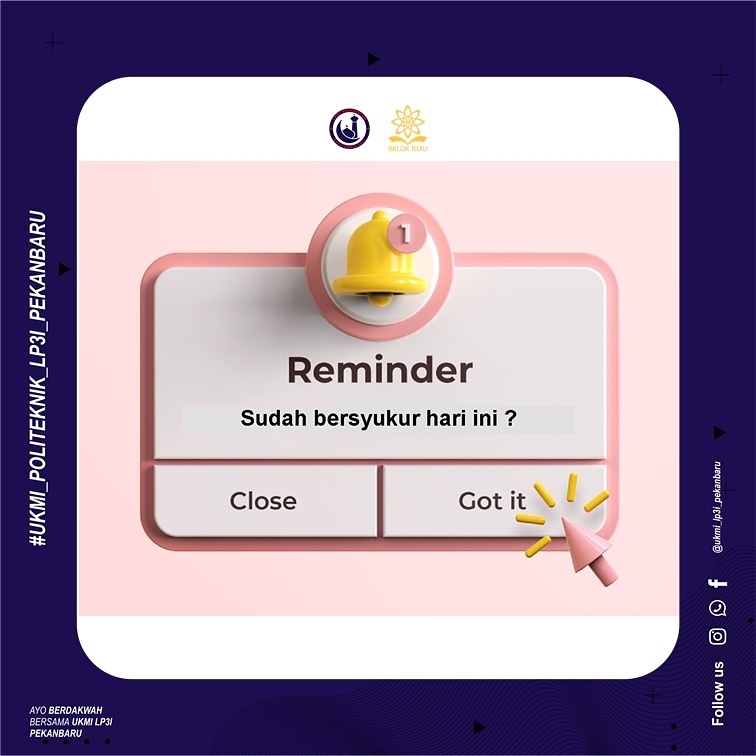 BKLDK RIAU
#UKMI_POLITEKNIK_LP3I_PEKANBARU
1
Reminder
Sudah bersyukur hari ini ?
Close
Got it
@ukmi_lp3i_pekanbaru
Follow us
AYO BERDAKWAH
BERSAMA UKMI LP3I
PEKANBARU